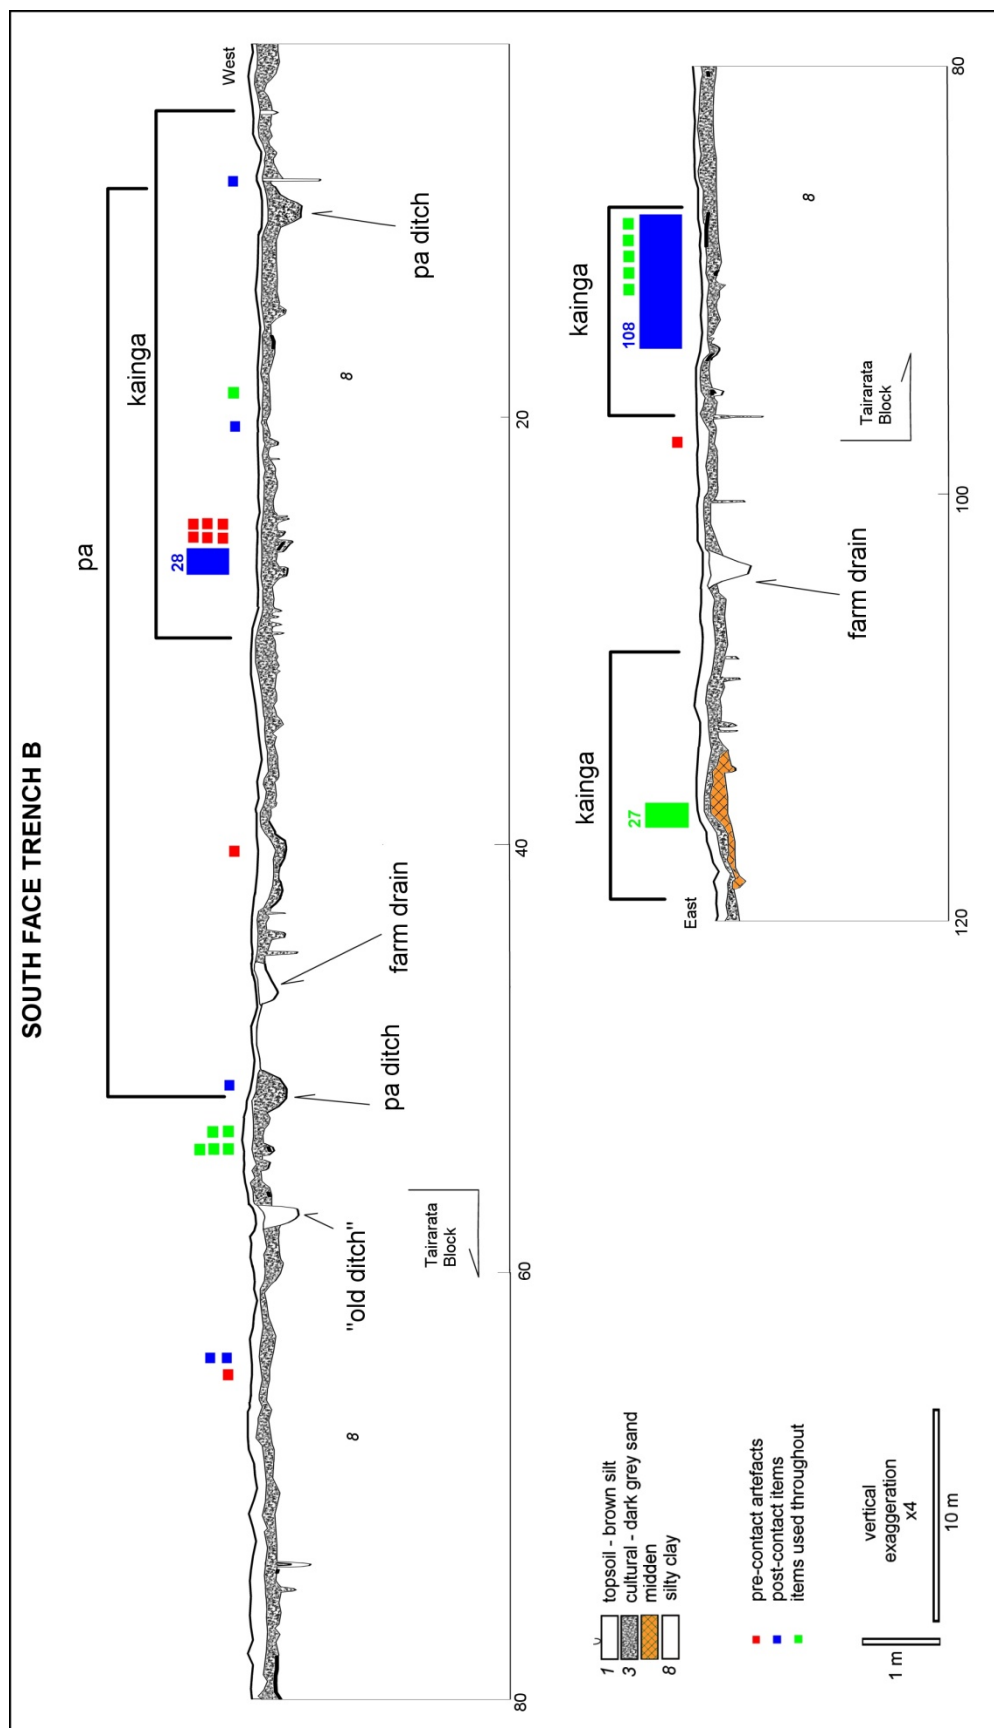 SOUTH FACE TRENCH B
pa
kainga
West
28
pa ditch
8
20
40
farm drain
pa ditch
"old ditch"
Tairarata
Block
60
8
80
kainga
108
80
8
Tairarata
Block
100
farm drain
kainga
27
East
120
1 topsoil - brown silt
3 cultural - dark grey sand
midden
8 silty clay
pre-contact artefacts
post-contact items
items used throughout
vertical
exaggeration
x4
1 m
10 m